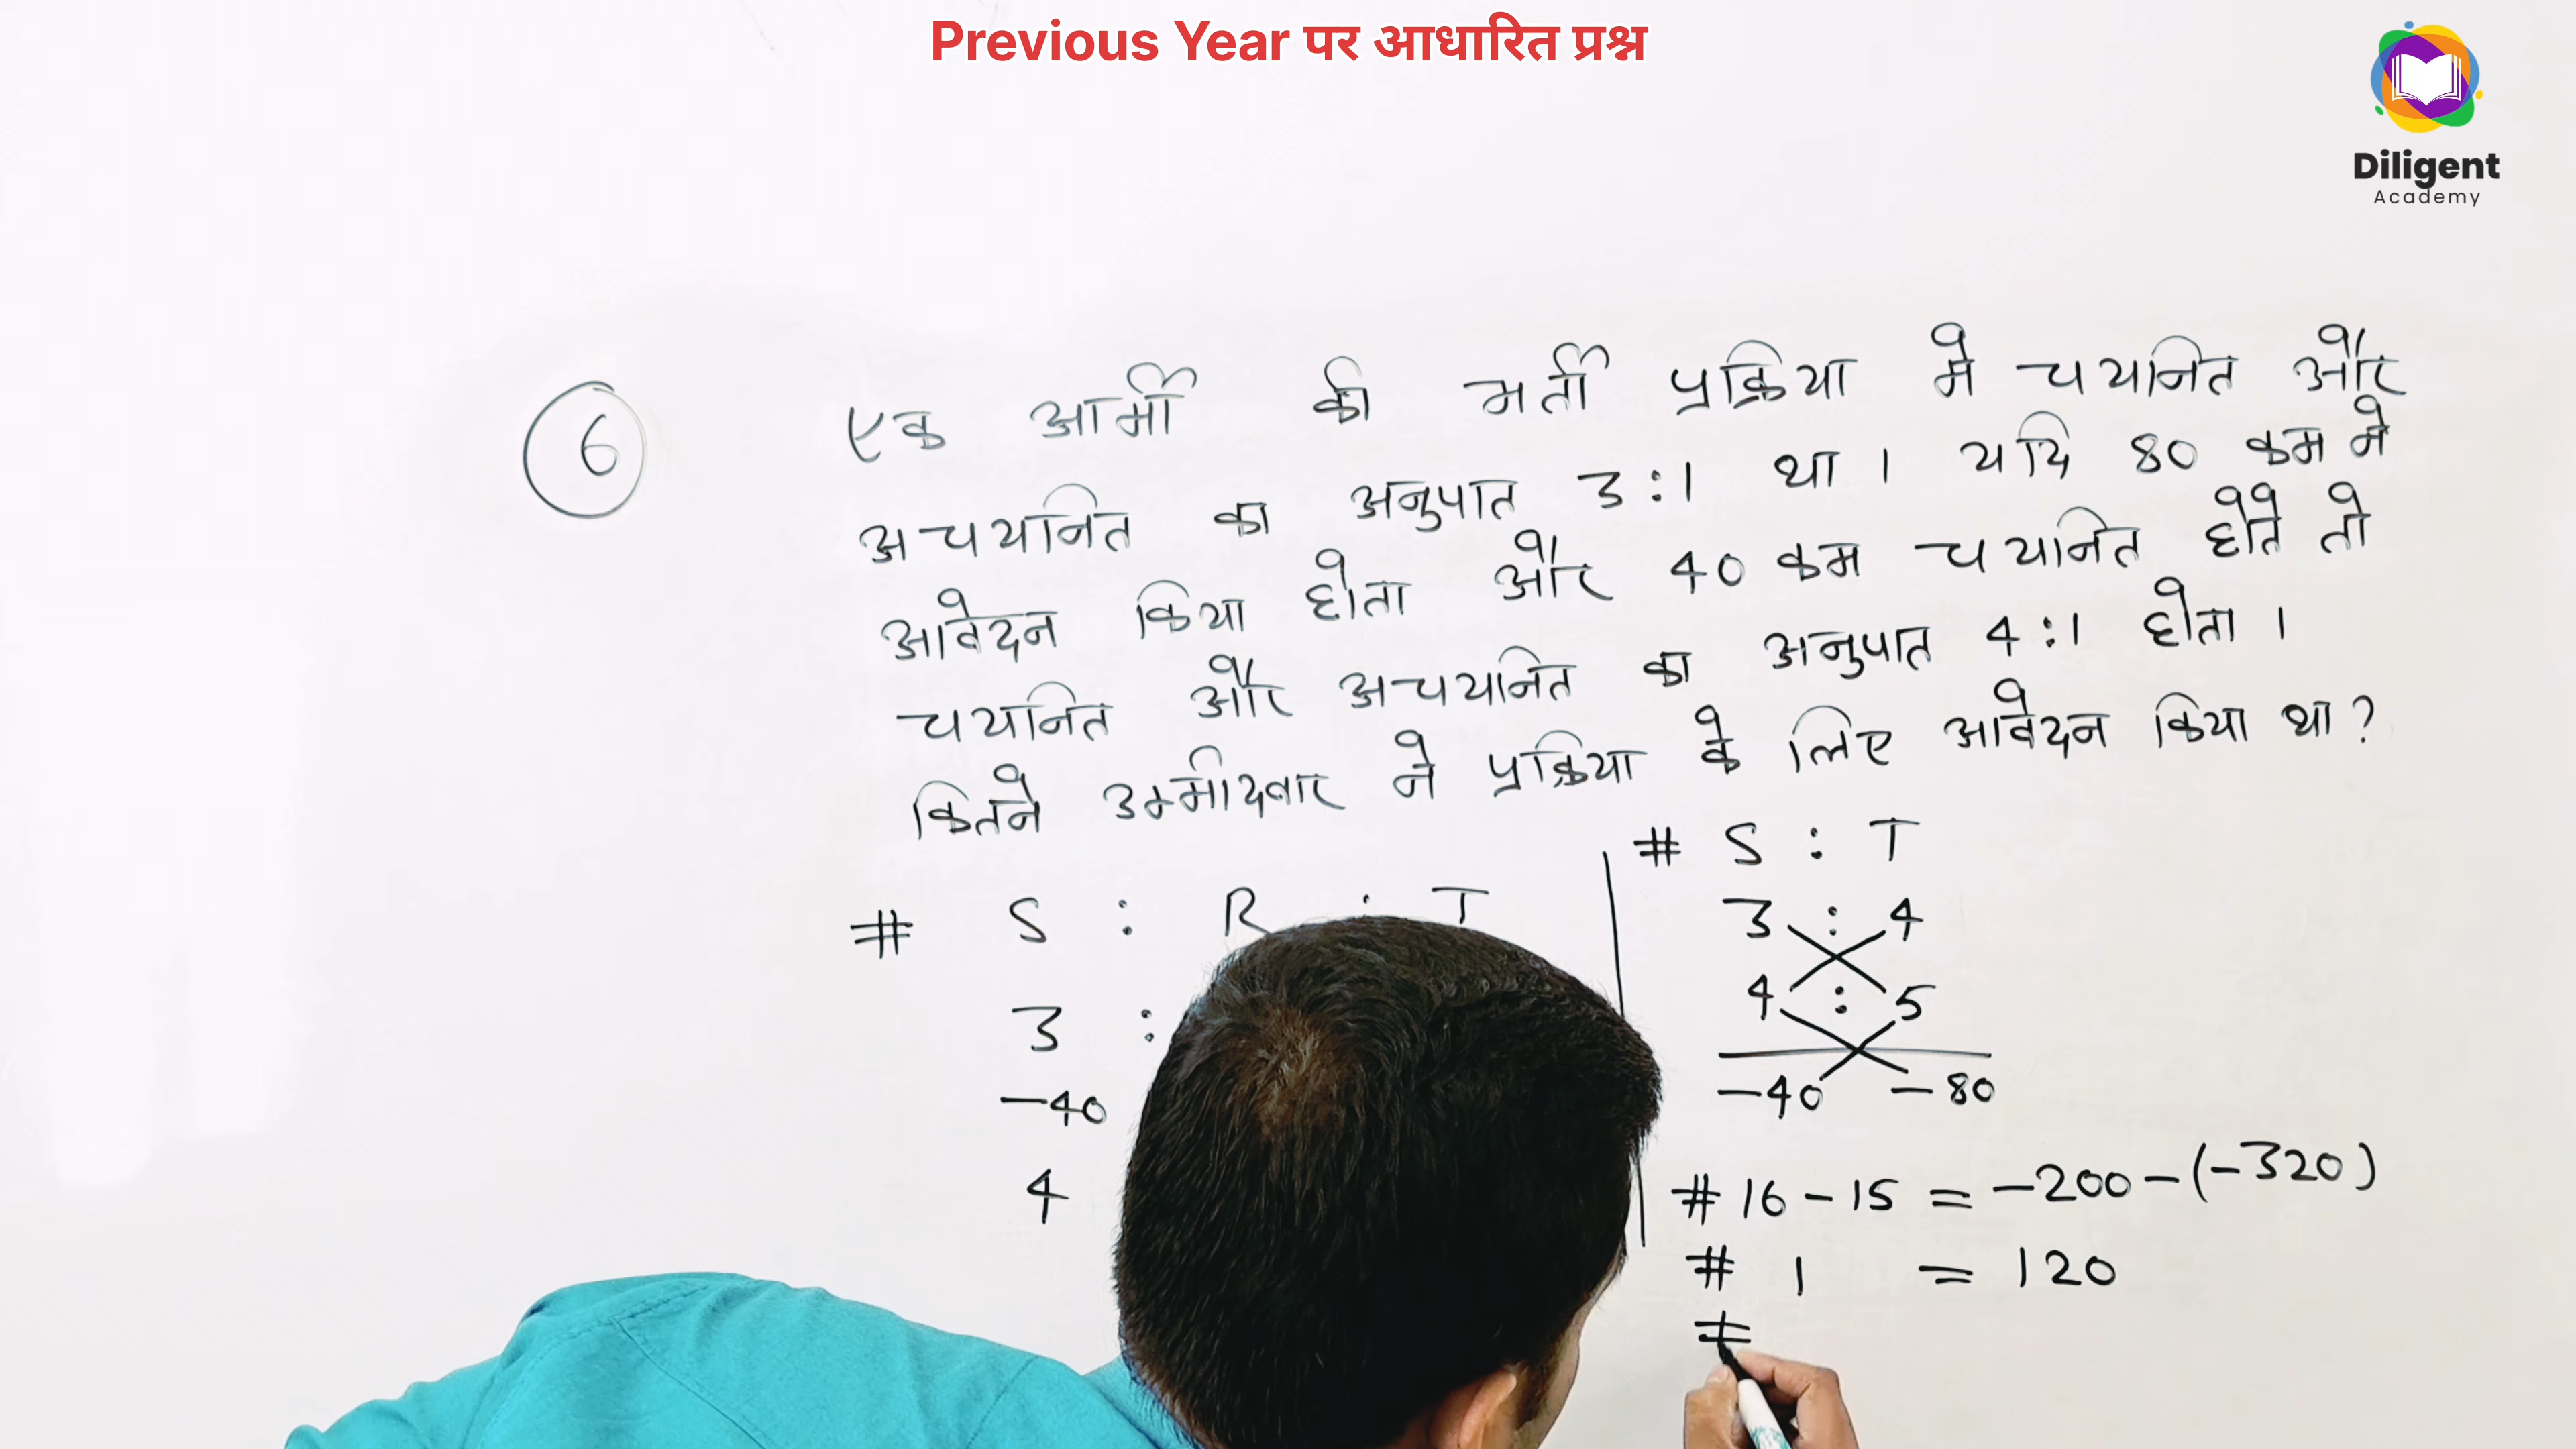 Previous Year पर आधारित प्रश्न
Diligent
Academy
6
एक आर्मी की भर्ती प्रक्रिया मे चयनित और
अचयनित का अनुपात 3:1 था । यदि 80 कम ने
आवेदन किया होता और 40 कम चयनित होते तो
चयनित और अचयनित का अनुपात 4:1 होता ।
कितने उम्मीदवार ने प्रक्रिया के लिए आवेदन किया था?
# S : R : T
3 :
-40
4
# S : T
3 : 4
4 : 5
-40 -80
# 16 - 15 = -200 - (-320)
# 1 = 120
#